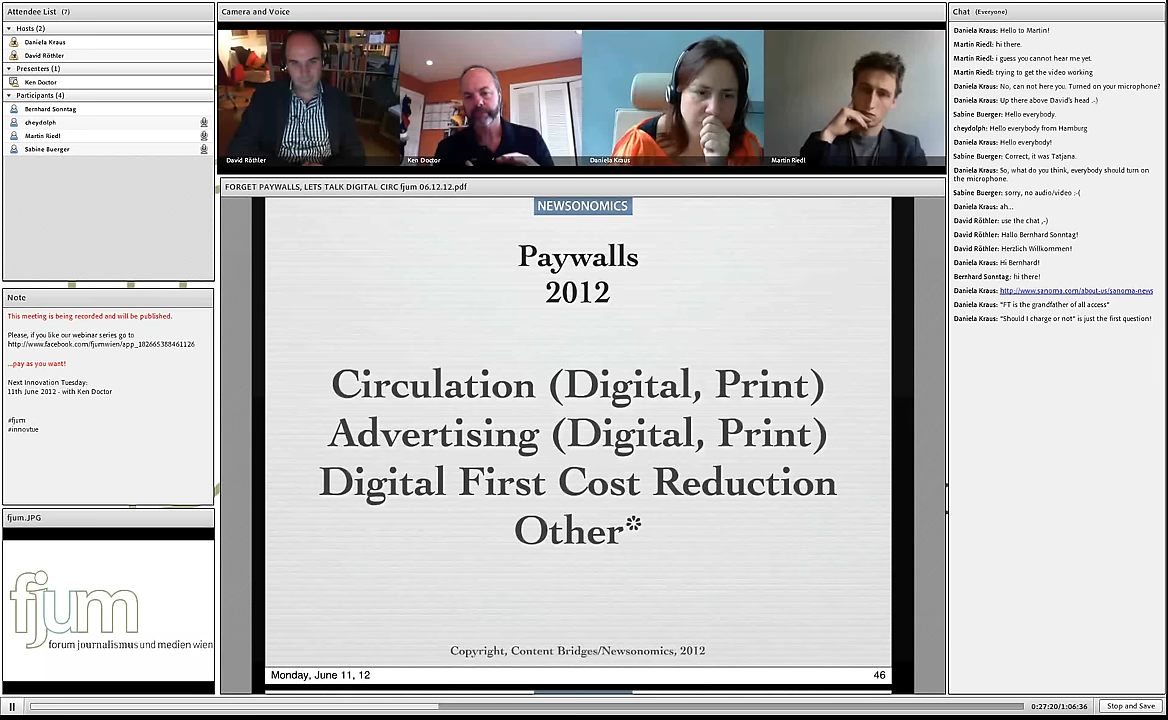 Attendee List (7)
Hosts (2)
Daniela Kraus
David Röthler
Presenters (1)
Ken Doctor
Participants (4)
Bernhard Sonntag
cheydolph
Martin Riedl
Sabine Buerger
Note
This meeting is being recorded and will be published.
Please, if you like our webinar series go to
http://www.facebook.com/fjumwien/app_182665388461126
...pay as you want!
Next Innovation Tuesday:
11th June 2012 - with Ken Doctor
#fjum
#innovtue
fjum.JPG
fjum
forum journalismus und medien wien
Camera and Voice
David Röthler
Ken Doctor
Daniela Kraus
Martin Riedl
FORGET PAYWALLS, LETS TALK DIGITAL CIRC fjum 06.12.12.pdf
NEWSONOMICS
Paywalls
2012
Circulation (Digital, Print)
Advertising (Digital, Print)
Digital First Cost Reduction
Other*
Copyright, Content Bridges/Newsonomics, 2012
Monday, June 11, 12
46
Chat (Everyone)
Daniela Kraus: Hello to Martin!
Martin Riedl: hi there.
Martin Riedl: i guess you cannot hear me yet.
Martin Riedl: trying to get the video working
Daniela Kraus: No, can not here you. Turned on your microphone?
Daniela Kraus: Up there above David's head :-)
Sabine Buerger: Hello everybody.
cheydolph: Hello everybody from Hamburg
Daniela Kraus: Hello everybody!
Sabine Buerger: Correct, it was Tatjana.
Daniela Kraus: So, what do you think, everybody should turn on
the microphone.
Sabine Buerger: sorry, no audio/video :-(
Daniela Kraus: ah...
David Röthler: use the chat ,-)
David Röthler: Hallo Bernhard Sonntag!
David Röthler: Herzlich Willkommen!
Daniela Kraus: Hi Bernhard!
Bernhard Sonntag: hi there!
Daniela Kraus: http://www.sanoma.com/about-us/sanoma-news
Daniela Kraus: "FT is the grandfather of all access"
Daniela Kraus: "Should I charge or not" is just the first question!
0:27:20/1:06:36
Stop and Save